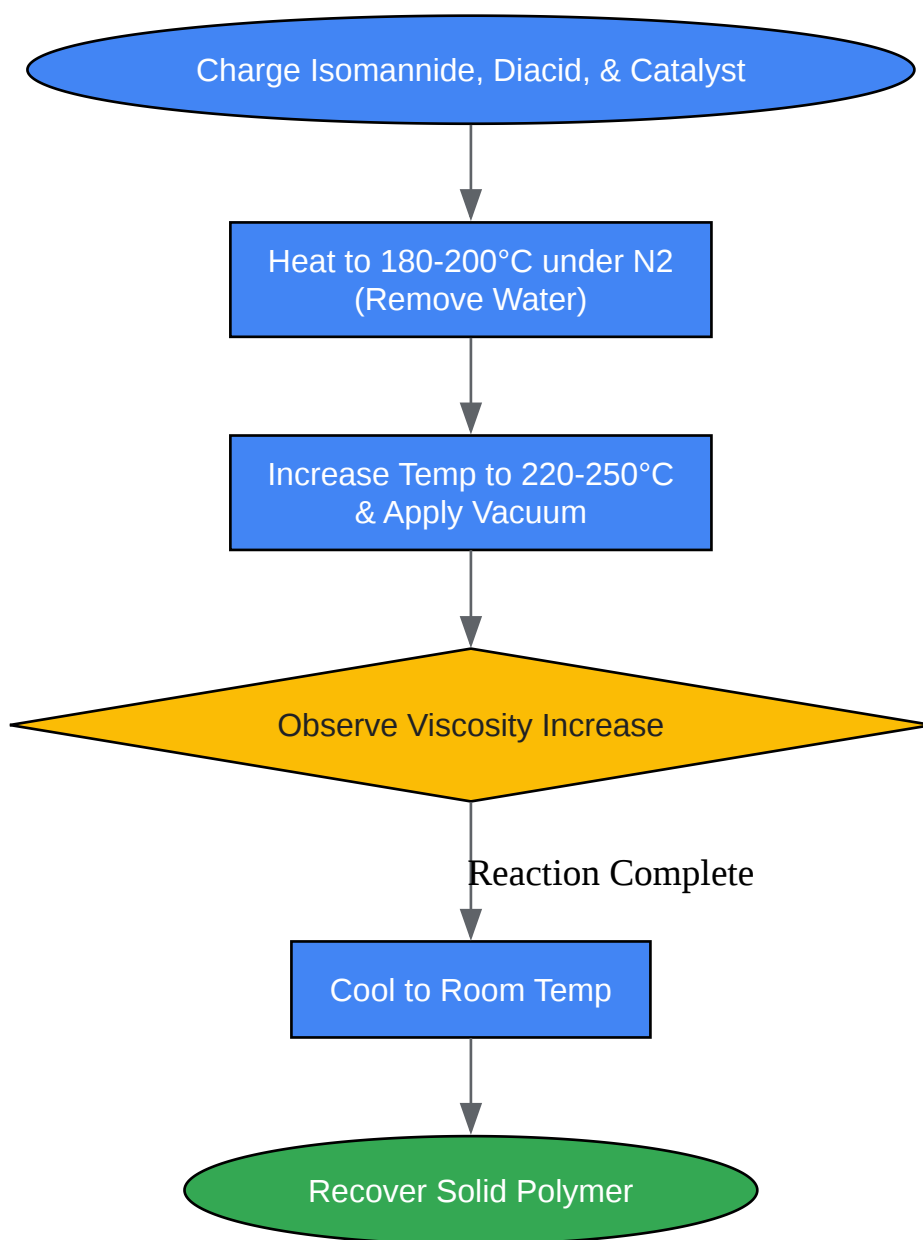 Charge Isomannide, Diacid, & Catalyst
Heat to 180-200°C under N2
(Remove Water)
Increase Temp to 220-250°C
& Apply Vacuum
Observe Viscosity Increase
Reaction Complete
Cool to Room Temp
Recover Solid Polymer